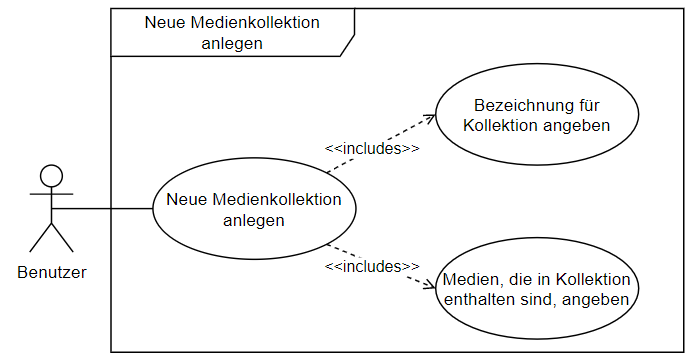 Neue Medienkollektion
anlegen
Bezeichnung für
Kollektion angeben
<<includes>>
Neue Medienkollektion
anlegen
Benutzer
<<includes>>
Medien, die in Kollektion
enthalten sind, angeben